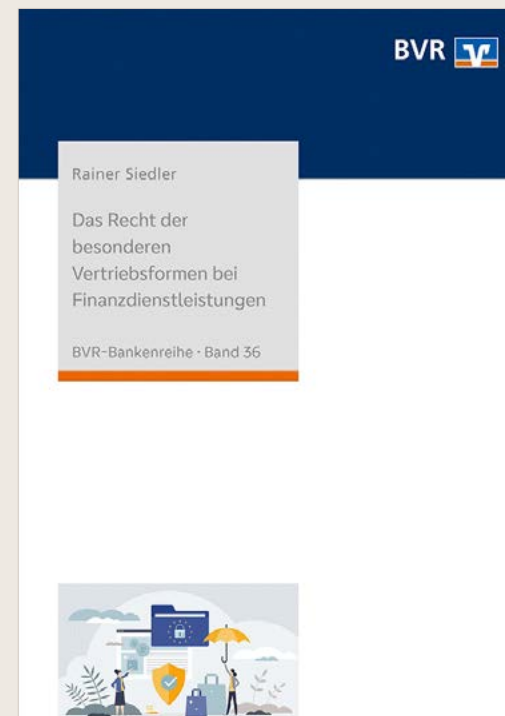 BVR
Rainer Siedler
Das Recht der
besonderen
Vertriebsformen bei
Finanzdienstleistungen
BVR-Bankenreihe · Band 36